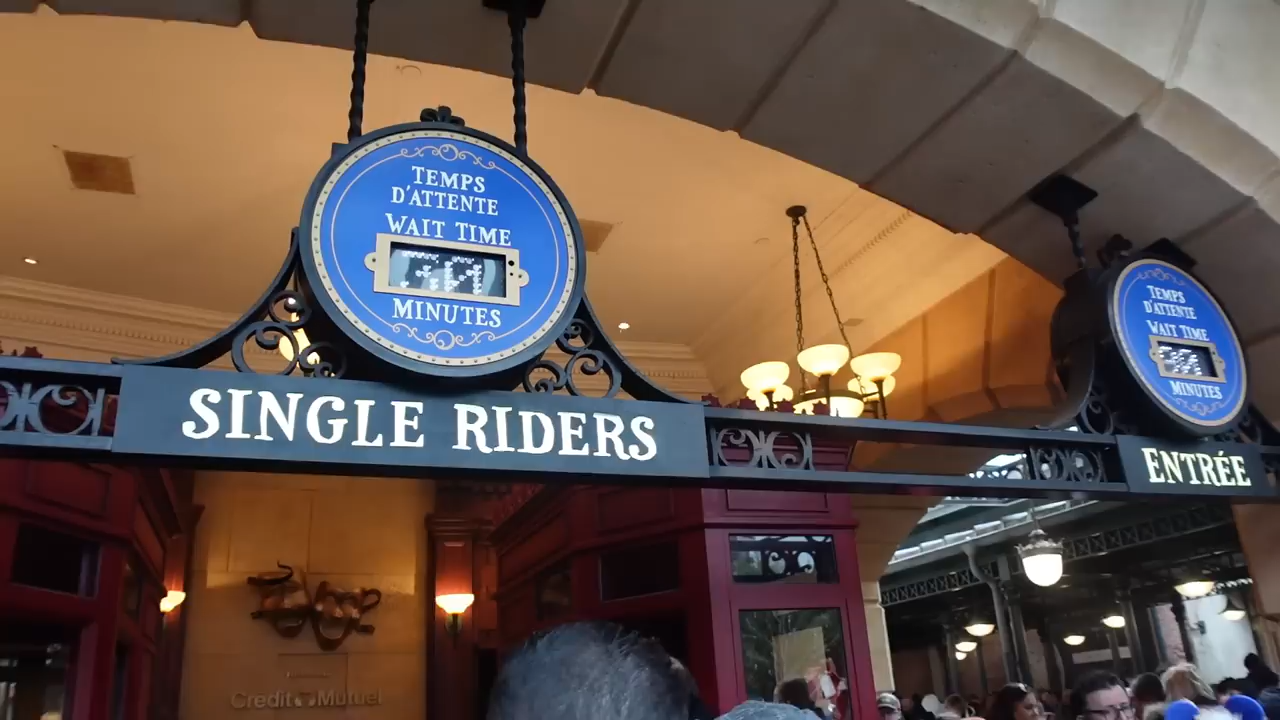 TEMPS
D'ATTENTE
WAIT TIME
MINUTES
SINGLE RIDERS
TEMPS
D'ATTENTE
WAIT TIME
MINUTES
ENTRÉE
Crédit Mutuel